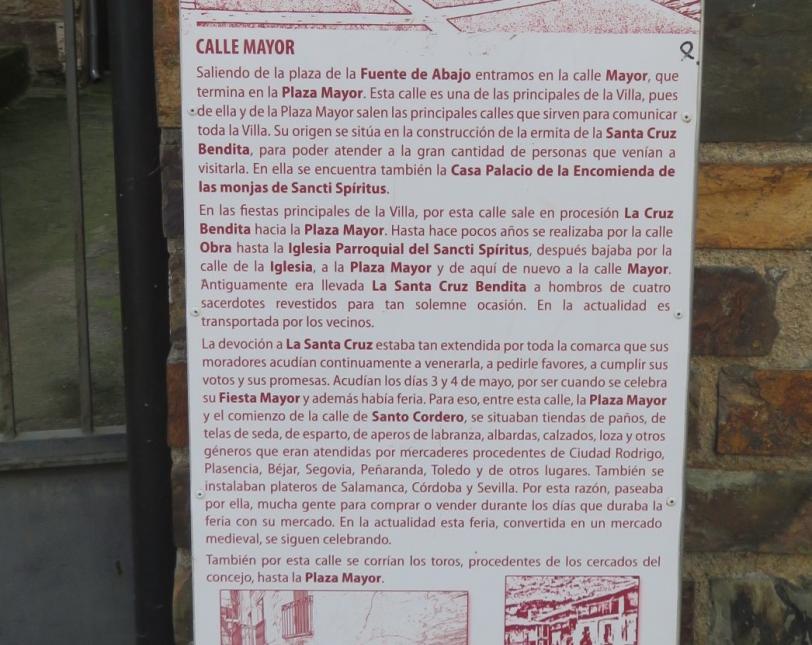 CALLE MAYOR
Saliendo de la plaza de la Fuente de Abajo entramos en la calle Mayor, que
termina en la Plaza Mayor. Esta calle es una de las principales de la Villa, pues
de ella y de la Plaza Mayor salen las principales calles que sirven para comunicar
toda la Villa. Su origen se sitúa en la construcción de la ermita de la Santa Cruz
Bendita, para poder atender a la gran cantidad de personas que venían a
visitarla. En ella se encuentra también la Casa Palacio de la Encomienda de
las monjas de Sancti Spíritus.
En las fiestas principales de la Villa, por esta calle sale en procesión La Cruz
Bendita hacia la Plaza Mayor. Hasta hace pocos años se realizaba por la calle
Obra hasta la Iglesia Parroquial del Sancti Spíritus, después bajaba por la
calle de la Iglesia, a la Plaza Mayor y de aquí de nuevo a la calle Mayor.
Antiguamente era llevada La Santa Cruz Bendita a hombros de cuatro
sacerdotes revestidos para tan solemne ocasión. En la actualidad es
transportada por los vecinos.
La devoción a La Santa Cruz estaba tan extendida por toda la comarca que sus
moradores acudían continuamente a venerarla, a pedirle favores, a cumplir sus
votos y sus promesas. Acudían los días 3 y 4 de mayo, por ser cuando se celebra
su Fiesta Mayor y además había feria. Para eso, entre esta calle, la Plaza Mayor
y el comienzo de la calle de Santo Cordero, se situaban tiendas de paños, de
telas de seda, de esparto, de aperos de labranza, albardas, calzados, loza y otros
géneros que eran atendidas por mercaderes procedentes de Ciudad Rodrigo,
Plasencia, Béjar, Segovia, Peñaranda, Toledo y de otros lugares. También se
instalaban plateros de Salamanca, Córdoba y Sevilla. Por esta razón, paseaba
por ella, mucha gente para comprar o vender durante los días que duraba la
feria con su mercado. En la actualidad esta feria, convertida en un mercado
medieval, se siguen celebrando.
También por esta calle se corrían los toros, procedentes de los cercados del
concejo, hasta la Plaza Mayor.